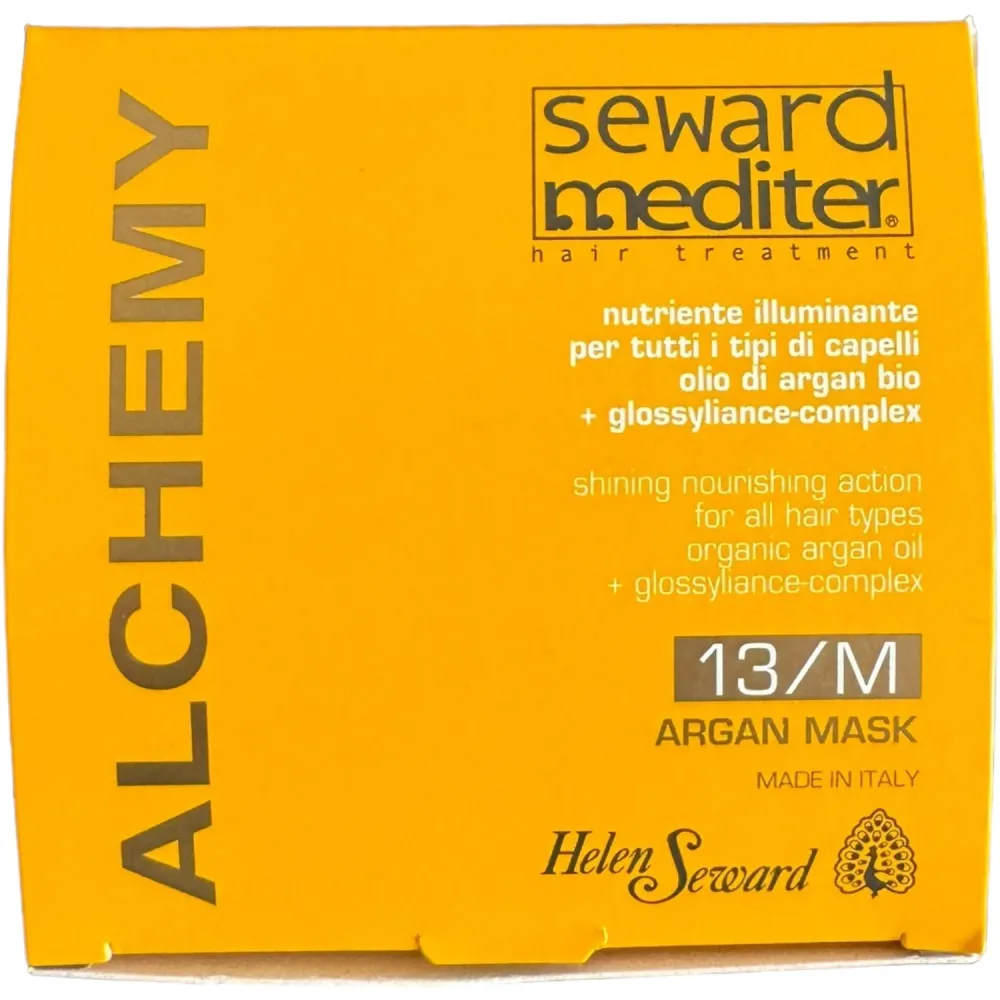 ALCHEMY
seward
mediter®
hair treatment
nutriente illuminante
per tutti i tipi di capelli
olio di argan bio
+ glossyliance-complex
shining nourishing action
for all hair types
organic argan oil
+ glossyliance-complex
13/M
ARGAN MASK
MADE IN ITALY
Helen Seward